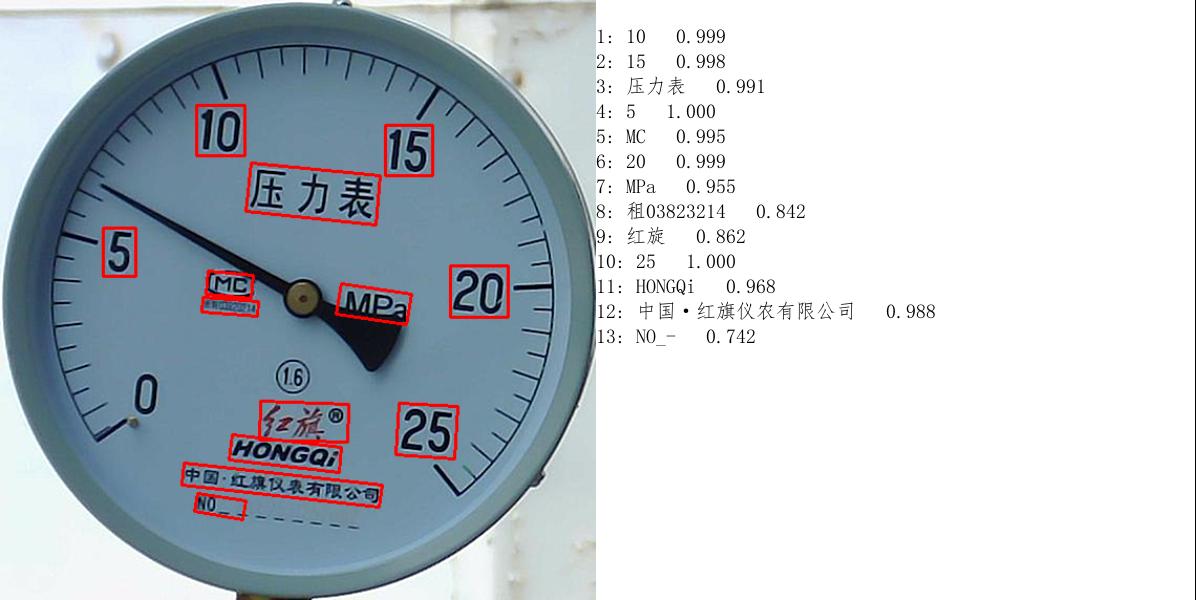 10
15
压力表
5
MC
20
MPa
1.6
0
红旗®
25
HONGQi
中国·红旗仪表有限公司
NO_
1: 10 0.999
2: 15 0.998
3: 压力表 0.991
4: 5 1.000
5: MC 0.995
6: 20 0.999
7: MPa 0.955
8: 租03823214 0.842
9: 红旋 0.862
10: 25 1.000
11: HONGQi 0.968
12: 中国·红旗仪农有限公司 0.988
13: NO_- 0.742